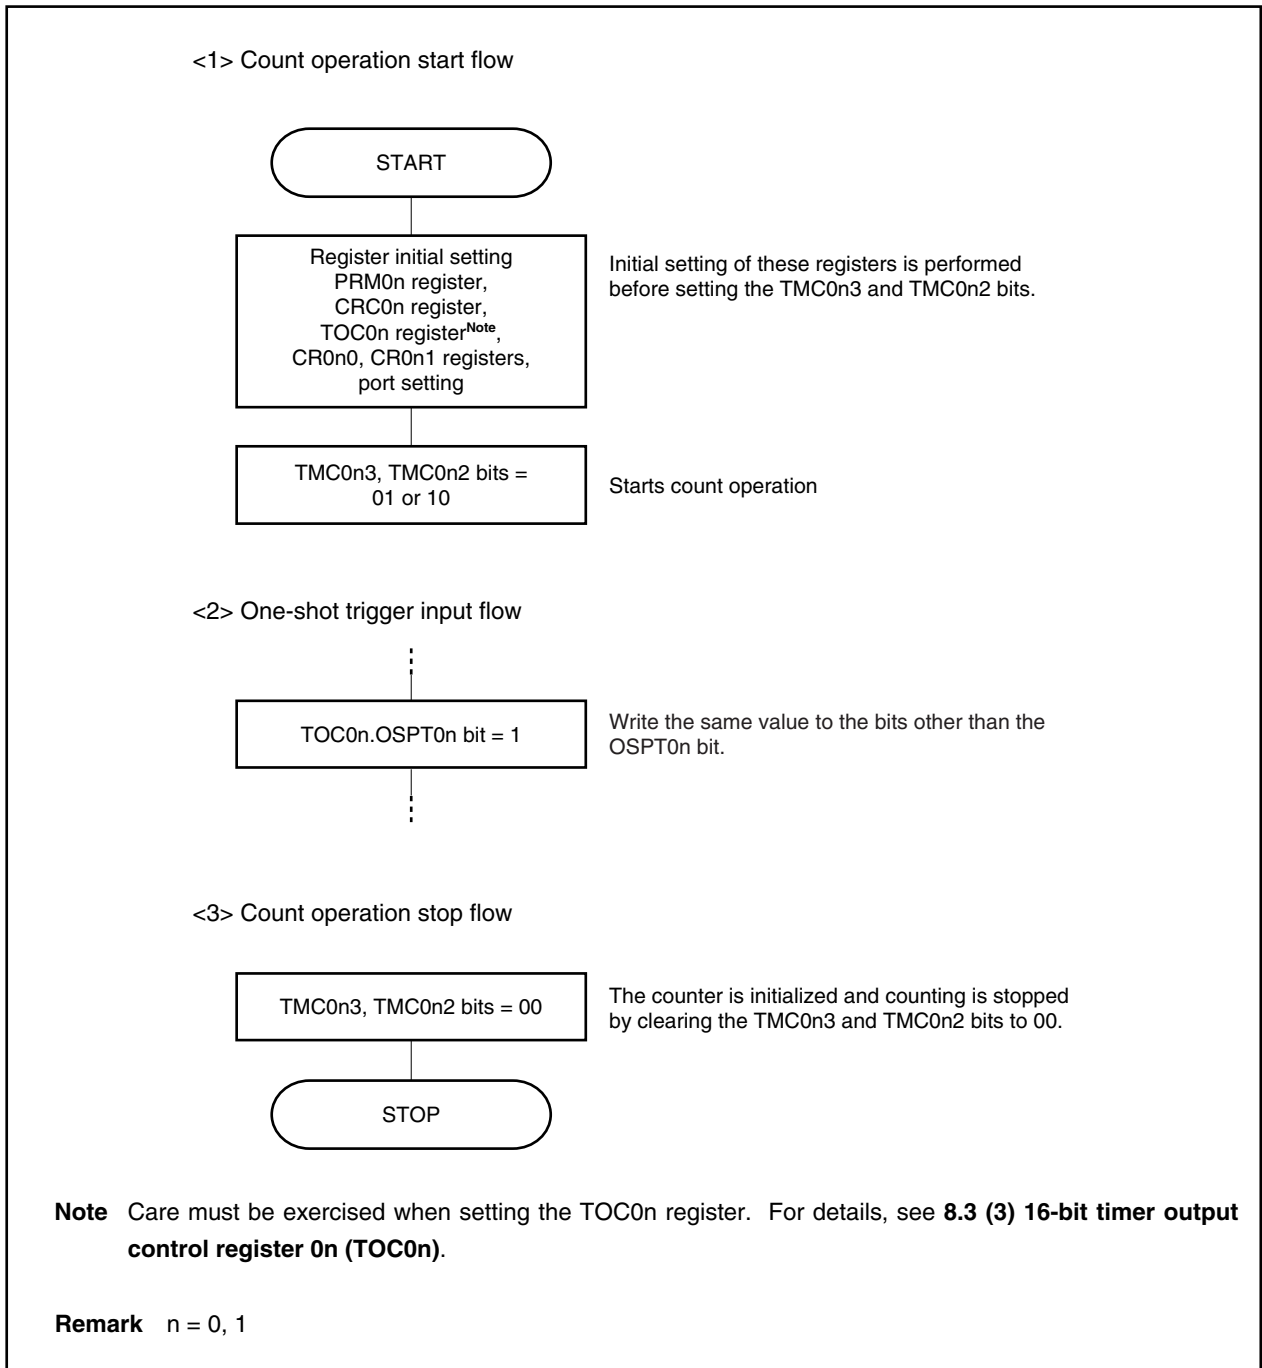 <1> Count operation start flow
START
Register initial setting
PRM0n register,
CRC0n register,
TOC0n registerNote,
CR0n0, CR0n1 registers,
port setting
Initial setting of these registers is performed
before setting the TMC0n3 and TMC0n2 bits.
TMC0n3, TMC0n2 bits =
01 or 10
Starts count operation
<2> One-shot trigger input flow
TOC0n.OSPT0n bit = 1
Write the same value to the bits other than the
OSPT0n bit.
<3> Count operation stop flow
TMC0n3, TMC0n2 bits = 00
The counter is initialized and counting is stopped
by clearing the TMC0n3 and TMC0n2 bits to 00.
STOP
Note Care must be exercised when setting the TOC0n register. For details, see 8.3 (3) 16-bit timer output
control register 0n (TOC0n).
Remark n = 0, 1